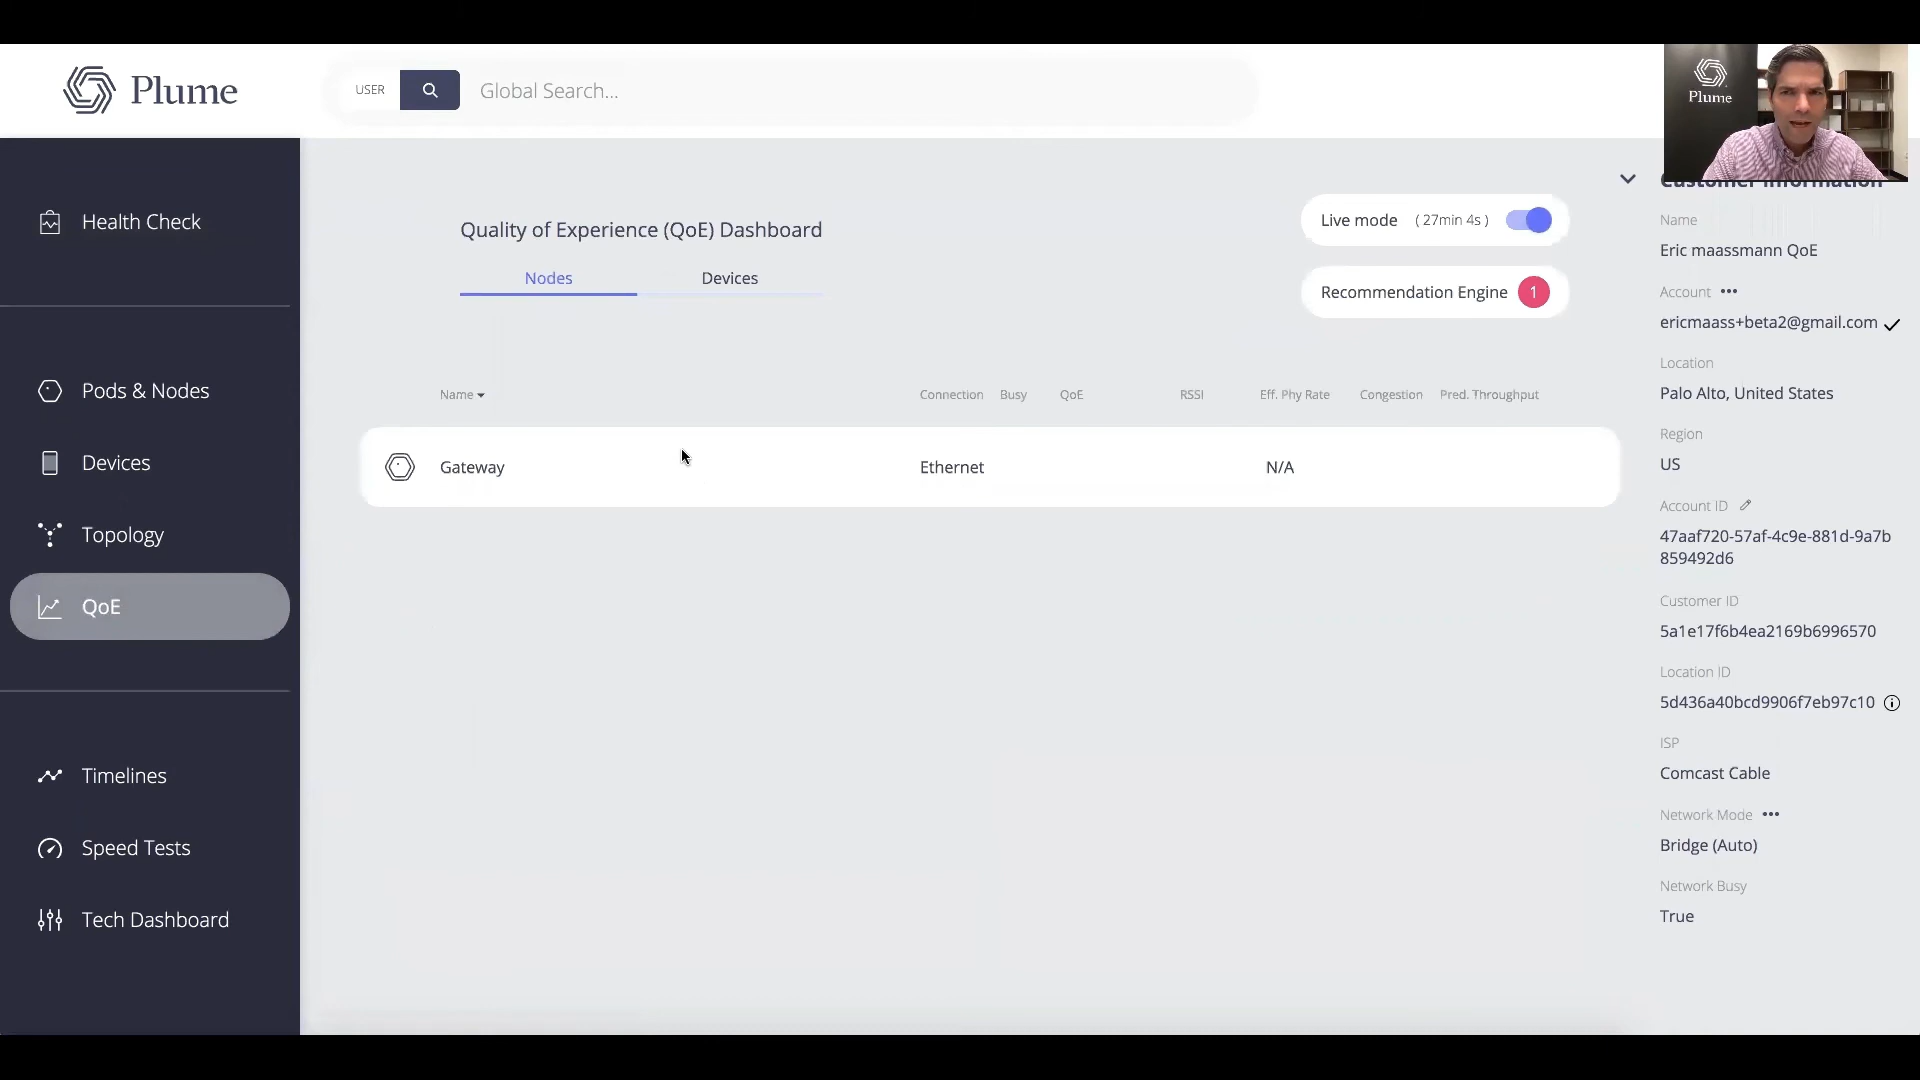 Plume
USER
Global Search...
Plume
Health Check
Pods & Nodes
Devices
Topology
QoE
Timelines
Speed Tests
Tech Dashboard
Quality of Experience (QoE) Dashboard
Nodes Devices
Live mode ( 27min 4s )
Recommendation Engine 1
Name Connection Busy QoE RSSI Eff. Phy Rate Congestion Pred. Throughput
Gateway Ethernet N/A
Customer Information
Name
Eric maassmann QoE
Account •••
ericmaass+beta2@gmail.com
Location
Palo Alto, United States
Region
US
Account ID
47aaf720-57af-4c9e-881d-9a7b
859492d6
Customer ID
5a1e17f6b4ea2169b6996570
Location ID
5d436a40bcd9906f7eb97c10
ISP
Comcast Cable
Network Mode •••
Bridge (Auto)
Network Busy
True